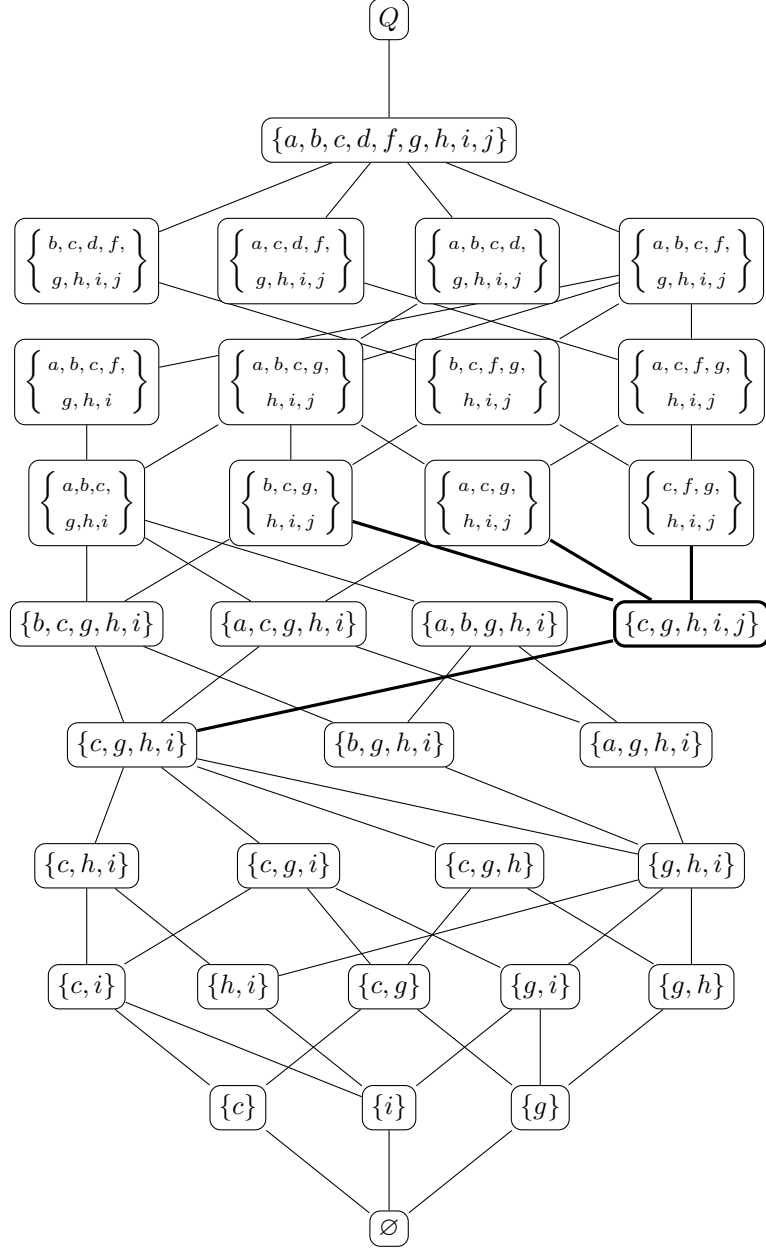 Q
{a, b, c, d, f, g, h, i, j}
{b, c, d, f, g, h, i, j}
{a, c, d, f, g, h, i, j}
{a, b, c, d, g, h, i, j}
{a, b, c, f, g, h, i, j}
{a, b, c, f, g, h, i}
{a, b, c, g, h, i, j}
{b, c, f, g, h, i, j}
{a, c, f, g, h, i, j}
{a,b,c, g,h,i}
{b, c, g, h, i, j}
{a, c, g, h, i, j}
{c, f, g, h, i, j}
{b, c, g, h, i}
{a, c, g, h, i}
{a, b, g, h, i}
{c, g, h, i, j}
{c, g, h, i}
{b, g, h, i}
{a, g, h, i}
{c, h, i}
{c, g, i}
{c, g, h}
{g, h, i}
{c, i}
{h, i}
{c, g}
{g, i}
{g, h}
{c}
{i}
{g}
∅